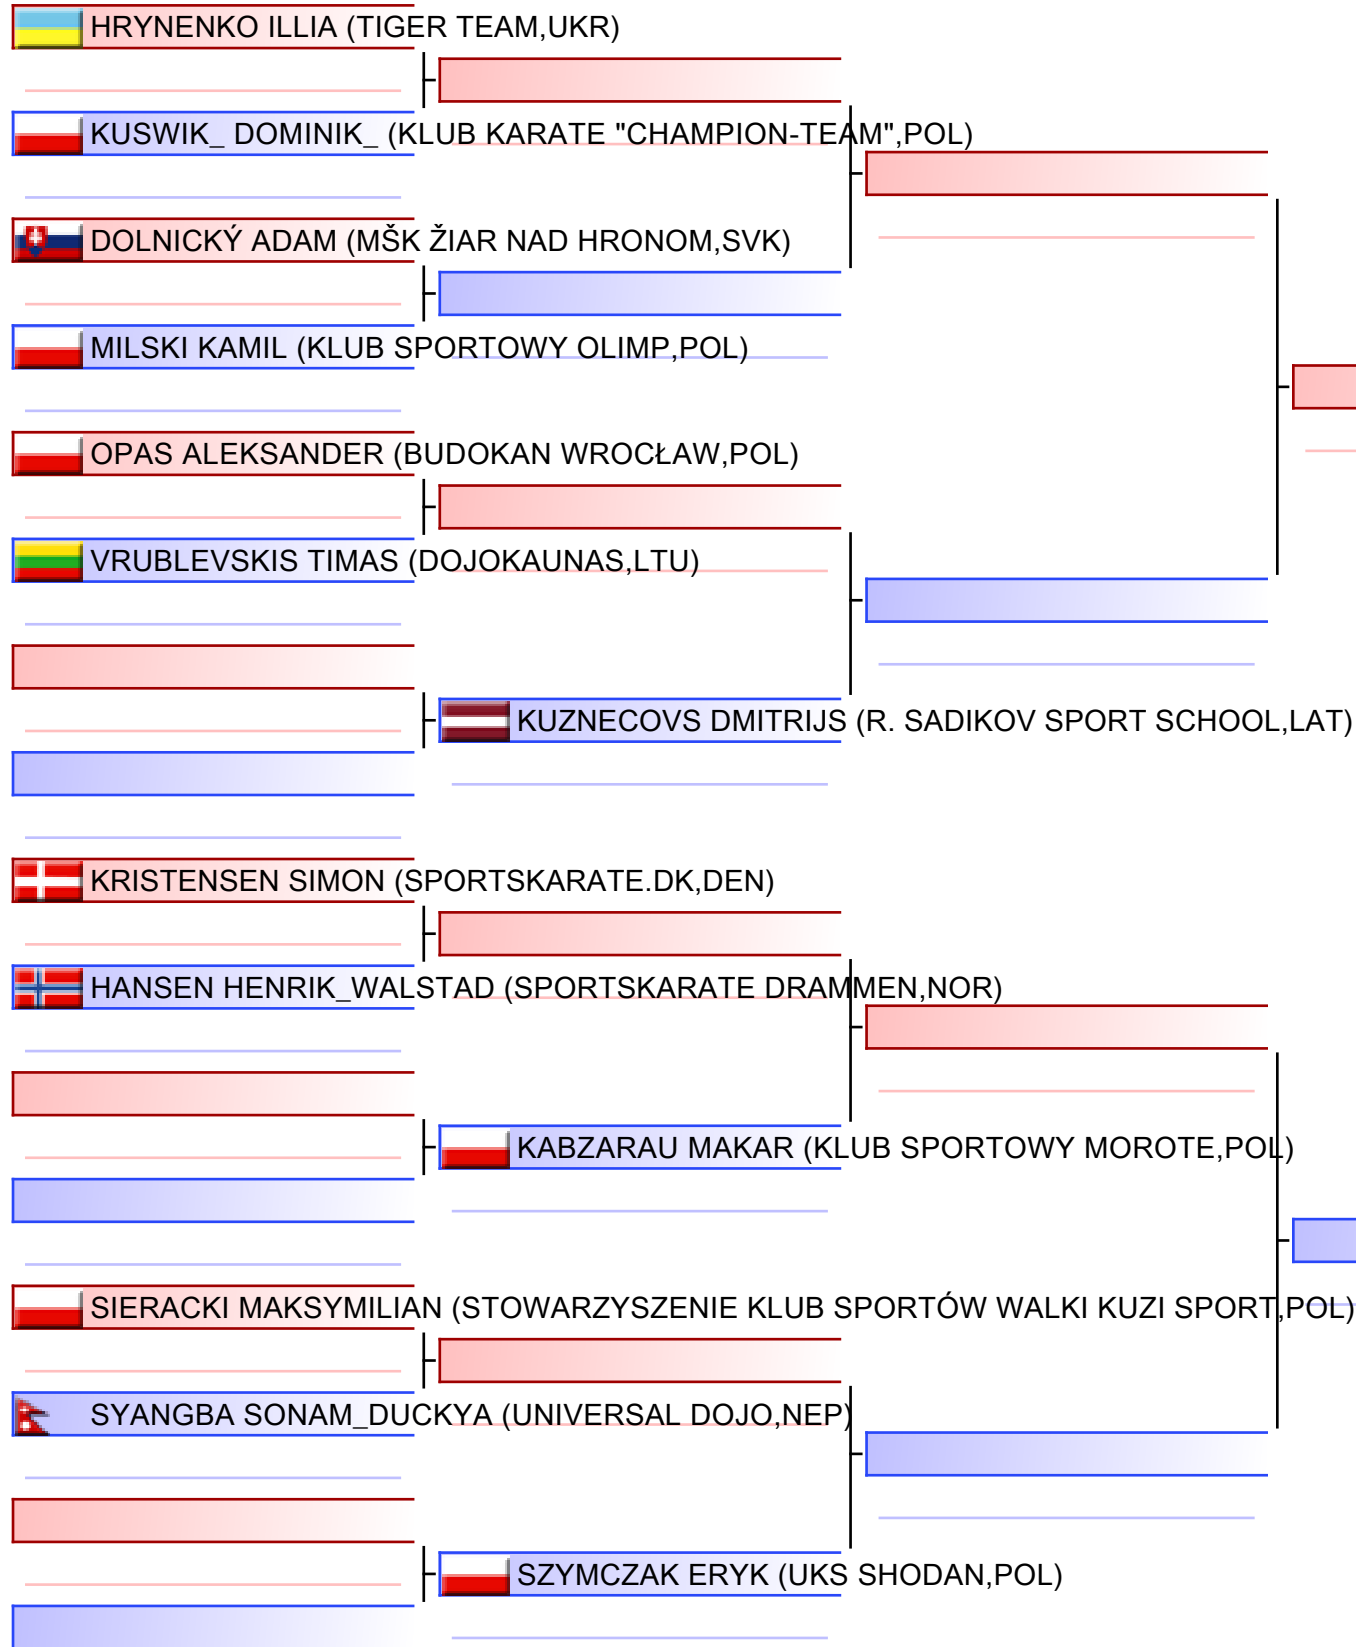 HRYNENKO ILLIA (TIGER TEAM,UKR)
KUSWIK_ DOMINIK_ (KLUB KARATE "CHAMPION-TEAM",POL)
DOLNICKÝ ADAM (MŠK ŽIAR NAD HRONOM,SVK)
MILSKI KAMIL (KLUB SPORTOWY OLIMP,POL)
OPAS ALEKSANDER (BUDOKAN WROCŁAW,POL)
VRUBLEVSKIS TIMAS (DOJOKAUNAS,LTU)
KUZNECOVS DMITRIJS (R. SADIKOV SPORT SCHOOL,LAT)
KRISTENSEN SIMON (SPORTSKARATE.DK,DEN)
HANSEN HENRIK_WALSTAD (SPORTSKARATE DRAMMEN,NOR)
KABZARAU MAKAR (KLUB SPORTOWY MOROTE,POL)
SIERACKI MAKSYMILIAN (STOWARZYSZENIE KLUB SPORTÓW WALKI KUZI SPORT,POL)
SYANGBA SONAM_DUCKYA (UNIVERSAL DOJO,NEP)
SZYMCZAK ERYK (UKS SHODAN,POL)